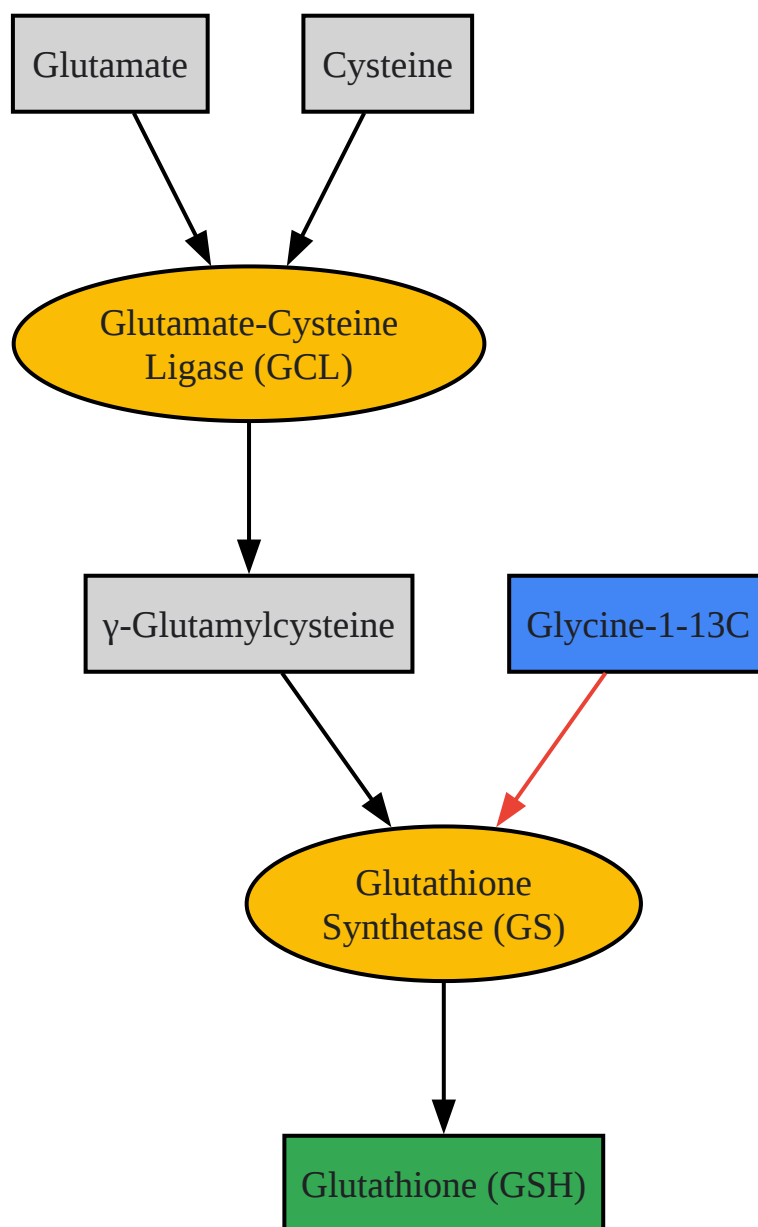 Glutamate
Cysteine
Glutamate-Cysteine
Ligase (GCL)
γ-Glutamylcysteine
Glycine-1-13C
Glutathione
Synthetase (GS)
Glutathione (GSH)